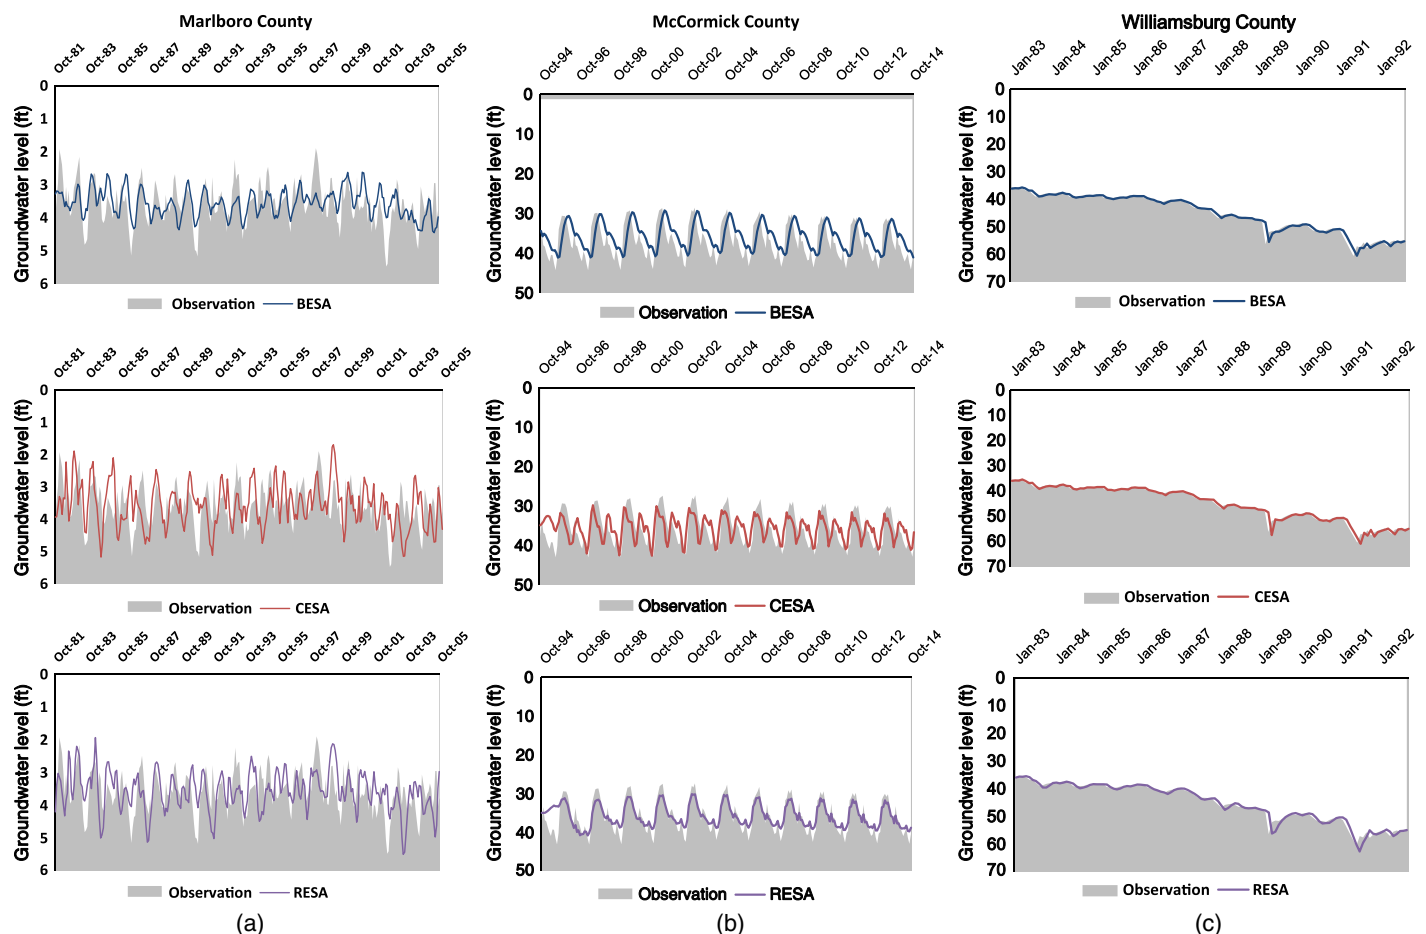 Marlboro County
Oct-81 Oct-83 Oct-85 Oct-87 Oct-89 Oct-91 Oct-93 Oct-95 Oct-97 Oct-99 Oct-01 Oct-03 Oct-05
Groundwater level (ft)
0
1
2
3
4
5
6
Observation BESA
McCormick County
Oct-94 Oct-96 Oct-98 Oct-00 Oct-02 Oct-04 Oct-06 Oct-08 Oct-10 Oct-12 Oct-14
Groundwater level (ft)
0
10
20
30
40
50
Observation BESA
Williamsburg County
Jan-83 Jan-84 Jan-85 Jan-86 Jan-87 Jan-88 Jan-89 Jan-90 Jan-91 Jan-92
Groundwater level (ft)
0
10
20
30
40
50
60
70
Observation BESA
Oct-81 Oct-83 Oct-85 Oct-87 Oct-89 Oct-91 Oct-93 Oct-95 Oct-97 Oct-99 Oct-01 Oct-03 Oct-05
Groundwater level (ft)
0
1
2
3
4
5
6
Observation CESA
Oct-94 Oct-96 Oct-98 Oct-00 Oct-02 Oct-04 Oct-06 Oct-08 Oct-10 Oct-12 Oct-14
Groundwater level (ft)
0
10
20
30
40
50
Observation CESA
Jan-83 Jan-84 Jan-85 Jan-86 Jan-87 Jan-88 Jan-89 Jan-90 Jan-91 Jan-92
Groundwater level (ft)
0
10
20
30
40
50
60
70
Observation CESA
Oct-81 Oct-83 Oct-85 Oct-87 Oct-89 Oct-91 Oct-93 Oct-95 Oct-97 Oct-99 Oct-01 Oct-03 Oct-05
Groundwater level (ft)
0
1
2
3
4
5
6
Observation RESA
Oct-94 Oct-96 Oct-98 Oct-00 Oct-02 Oct-04 Oct-06 Oct-08 Oct-10 Oct-12 Oct-14
Groundwater level (ft)
0
10
20
30
40
50
Observation RESA
Jan-83 Jan-84 Jan-85 Jan-86 Jan-87 Jan-88 Jan-89 Jan-90 Jan-91 Jan-92
Groundwater level (ft)
0
10
20
30
40
50
60
70
Observation RESA
(a) (b) (c)